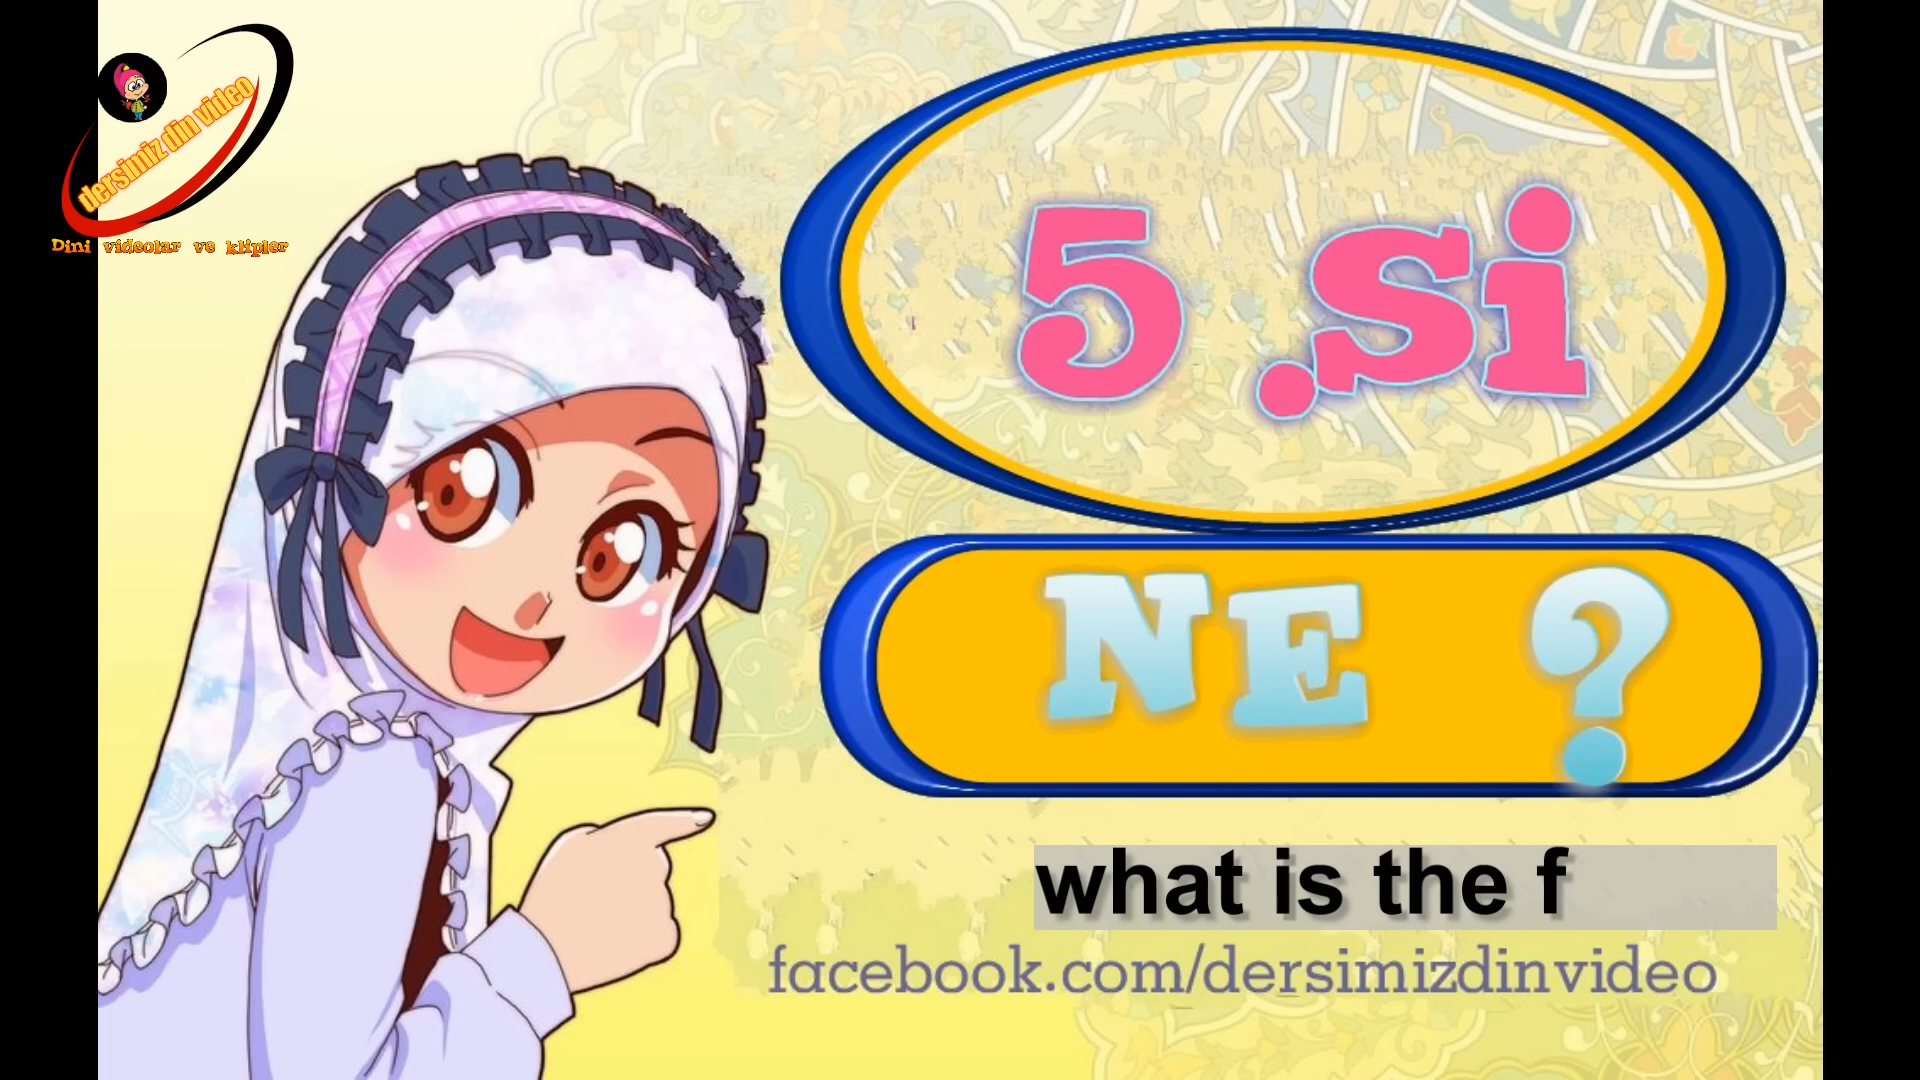 dersimiz din video
Dini videolar ve klipler
5 .Si
NE ?
what is the f
facebook.com/dersimizdinvideo